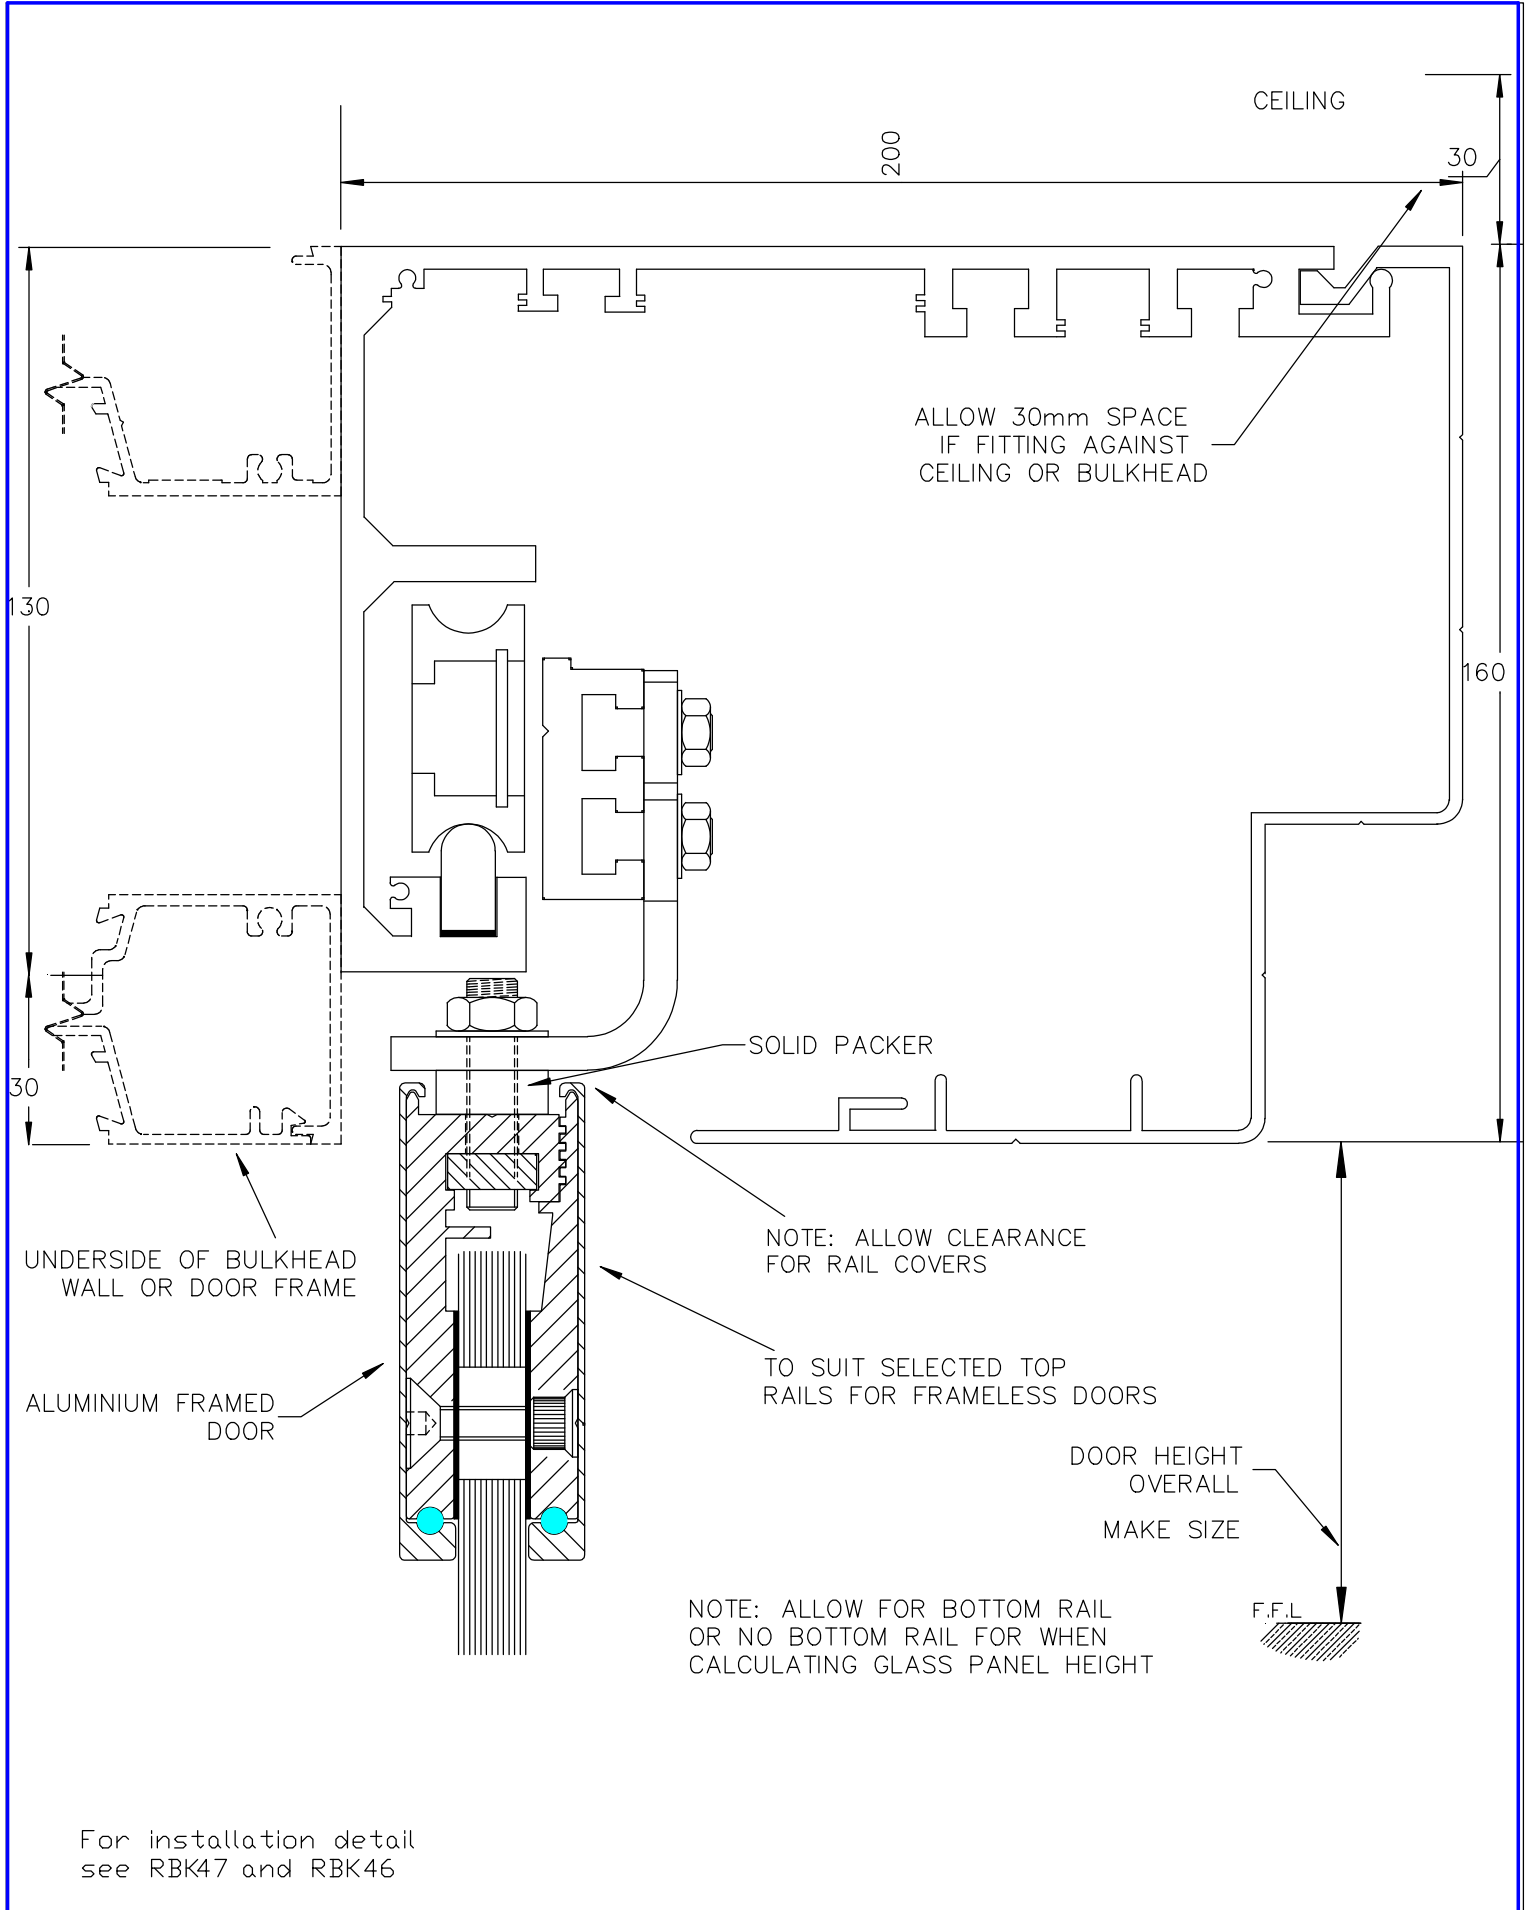 CEILING
200
30
ALLOW 30mm SPACE
IF FITTING AGAINST
CEILING OR BULKHEAD
130
160
SOLID PACKER
30
NOTE: ALLOW CLEARANCE
FOR RAIL COVERS
UNDERSIDE OF BULKHEAD
WALL OR DOOR FRAME
TO SUIT SELECTED TOP
RAILS FOR FRAMELESS DOORS
ALUMINIUM FRAMED
DOOR
DOOR HEIGHT
OVERALL
MAKE SIZE
NOTE: ALLOW FOR BOTTOM RAIL
OR NO BOTTOM RAIL FOR WHEN
CALCULATING GLASS PANEL HEIGHT
F.F.L
For installation detail
see RBK47 and RBK46